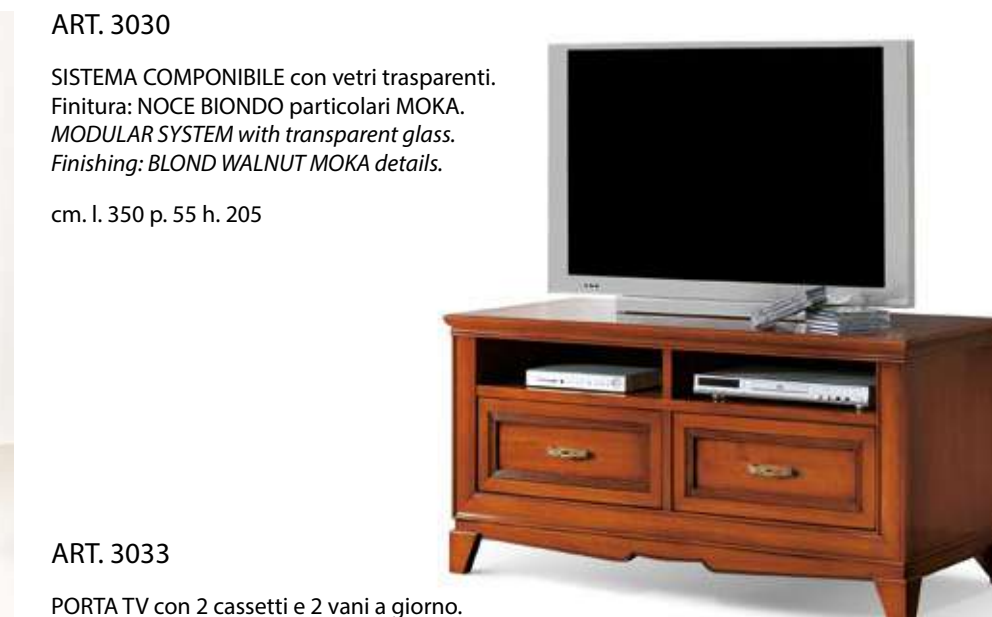 ART. 3030
SISTEMA COMPONIBILE con vetri trasparenti.
Finitura: NOCE BIONDO particolari MOKA.
MODULAR SYSTEM with transparent glass.
Finishing: BLOND WALNUT MOKA details.
cm. l. 350 p. 55 h. 205
ART. 3033
PORTA TV con 2 cassetti e 2 vani a giorno.